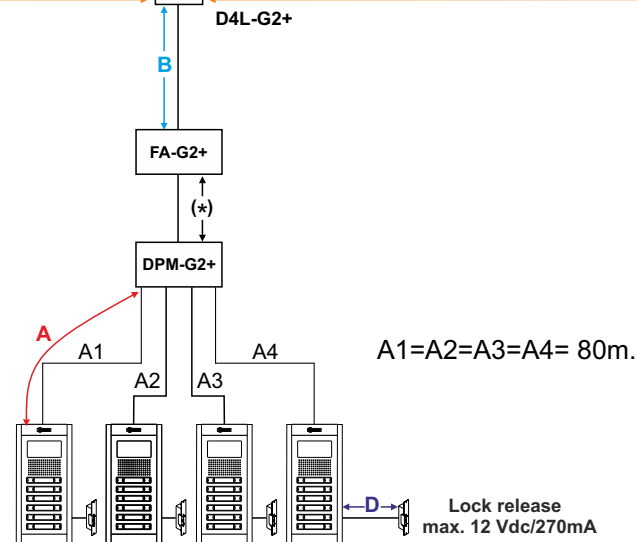 D4L-G2+
B
FA-G2+
(*)
DPM-G2+
A
A1
A2
A3
A4
A1=A2=A3=A4= 80m.
D
Lock release
max. 12 Vdc/270mA